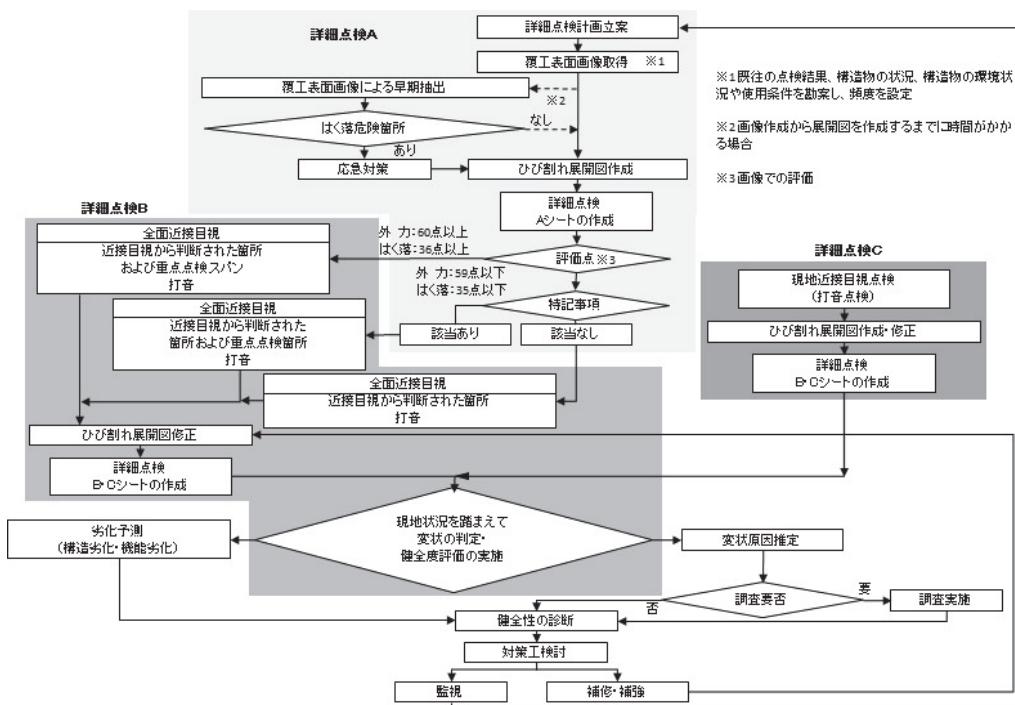 詳細点検A
詳細点検計画立案
覆工表面画像取得 ※1
覆工表面画像による早期抽出
※2
はく落危険箇所
なし
あり
応急対策
ひび割れ展開図作成
詳細点検
Aシートの作成
外 力:60点以上
はく落:36点以上
評価点※3
外 力:59点以下
はく落:35点以下
特記事項
該当あり
該当なし
※1既往の点検結果、構造物の状況、構造物の環境状
況や使用条件を勘案し、頻度を設定
※2画像作成から展開図を作成するまでに時間がかか
る場合
※3画像での評価
詳細点検B
全面近接目視
近接目視から判断された箇所
および重点点検スパン
打音
全面近接目視
近接目視から判断された
箇所および重点点検箇所
打音
全面近接目視
近接目視から判断された箇所
打音
ひび割れ展開図修正
詳細点検
B・Cシートの作成
詳細点検C
現地近接目視点検
(打音点検)
ひび割れ展開図作成・修正
詳細点検
B・Cシートの作成
現地状況を踏まえて
変状の判定・
健全度評価の実施
劣化予測
(構造劣化・機能劣化)
変状原因推定
調査要否
要
否
調査実施
健全性の診断
対策工検討
監視
補修・補強